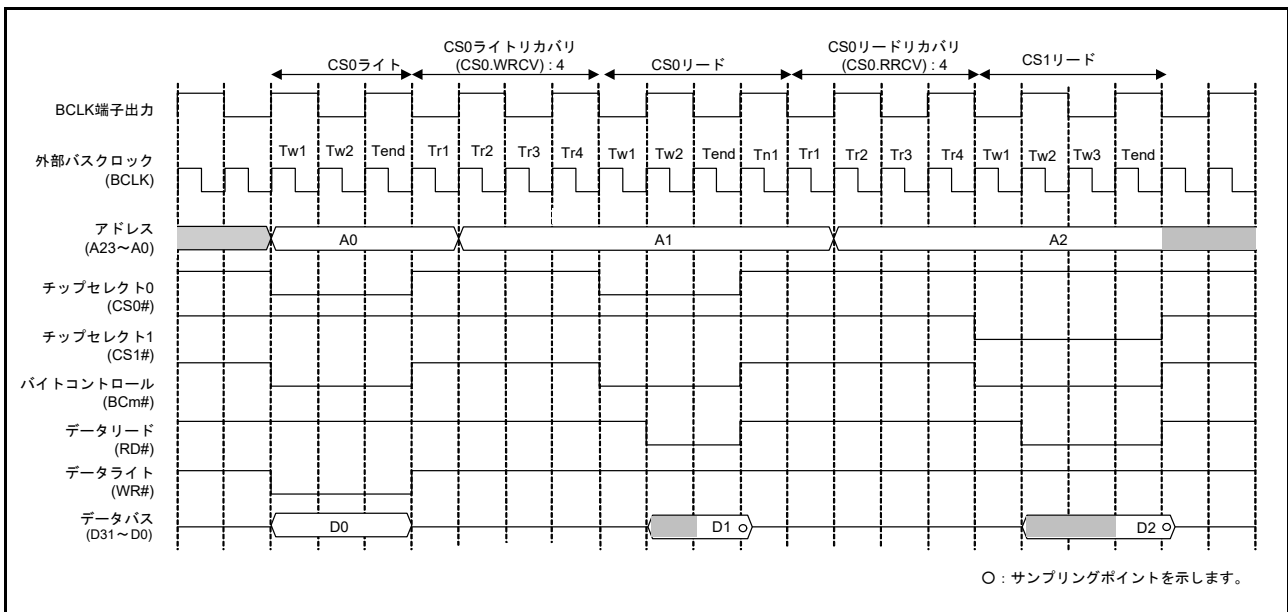 CS0ライト
CS0ライトリカバリ
(CS0.WRCV) : 4
CS0リード
CS0リードリカバリ
(CS0.RRCV) : 4
CS1リード
BCLK端子出力
外部バスクロック
(BCLK)
Tw1 Tw2 Tend Tr1 Tr2 Tr3 Tr4 Tw1 Tw2 Tend Tn1 Tr1 Tr2 Tr3 Tr4 Tw1 Tw2 Tw3 Tend
アドレス
(A23～A0)
A0 A1 A2
チップセレクト0
(CS0#)
チップセレクト1
(CS1#)
バイトコントロール
(BCm#)
データリード
(RD#)
データライト
(WR#)
データバス
(D31～D0)
D0 D1 D2
○ : サンプリングポイントを示します。